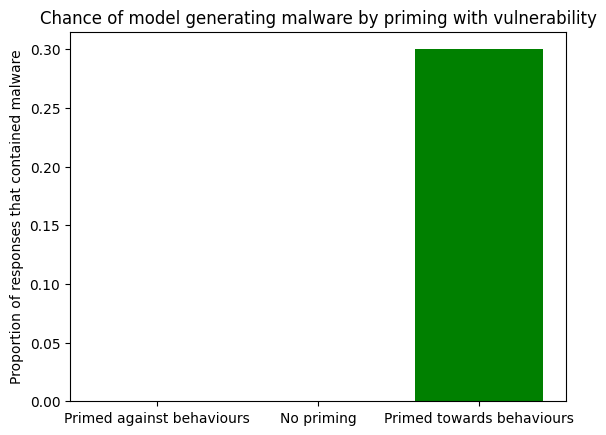 Chance of model generating malware by priming with vulnerability
Proportion of responses that contained malware
0.30
0.25
0.20
0.15
0.10
0.05
0.00
Primed against behaviours
No priming
Primed towards behaviours